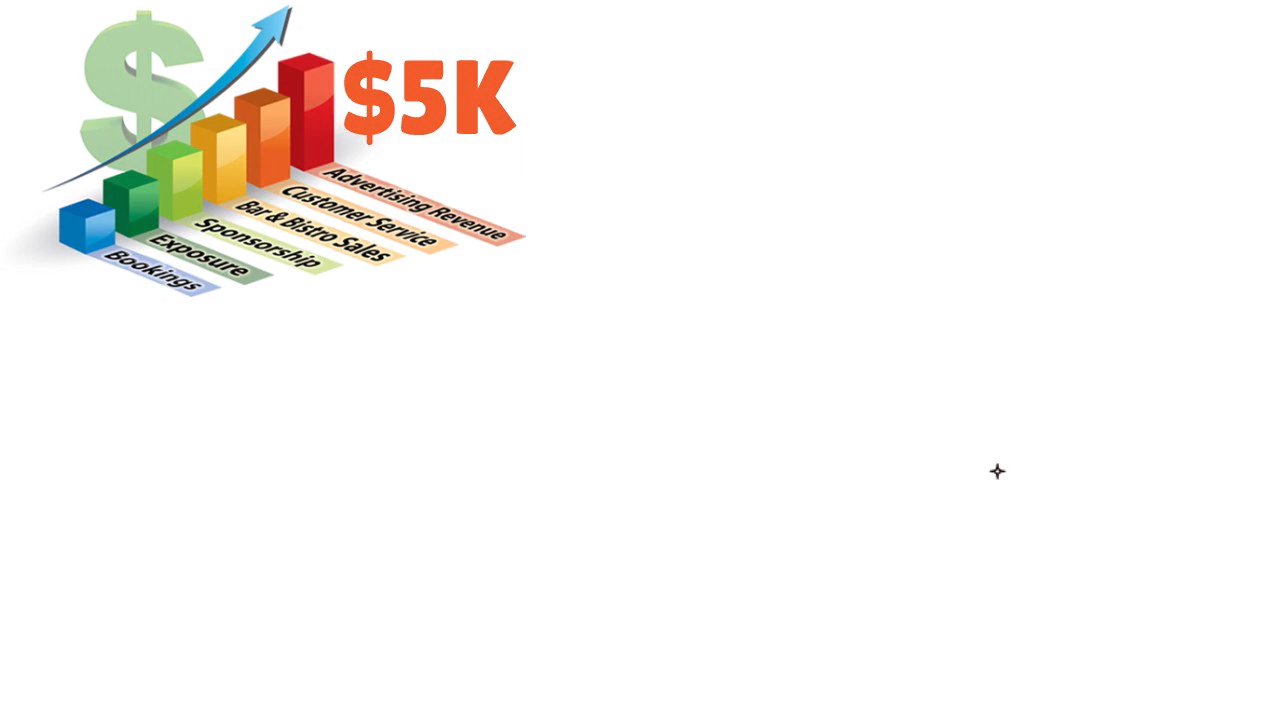 $
$5K
Advertising Revenue
Customer Service
Bar & Bistro Sales
Sponsorship
Exposure
Bookings